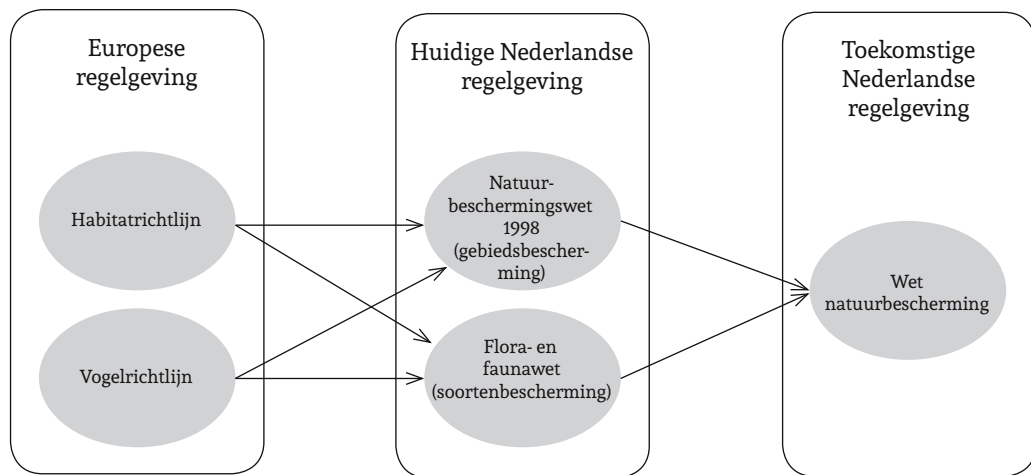 Europese
regelgeving
Habitatrichtlijn
Vogelrichtlijn
Huidige Nederlandse
regelgeving
Natuur-
beschermingswet
1998
(gebiedsbescher-
ming)
Flora- en
faunawet
(soortenbescherming)
Toekomstige
Nederlandse
regelgeving
Wet
natuurbescherming